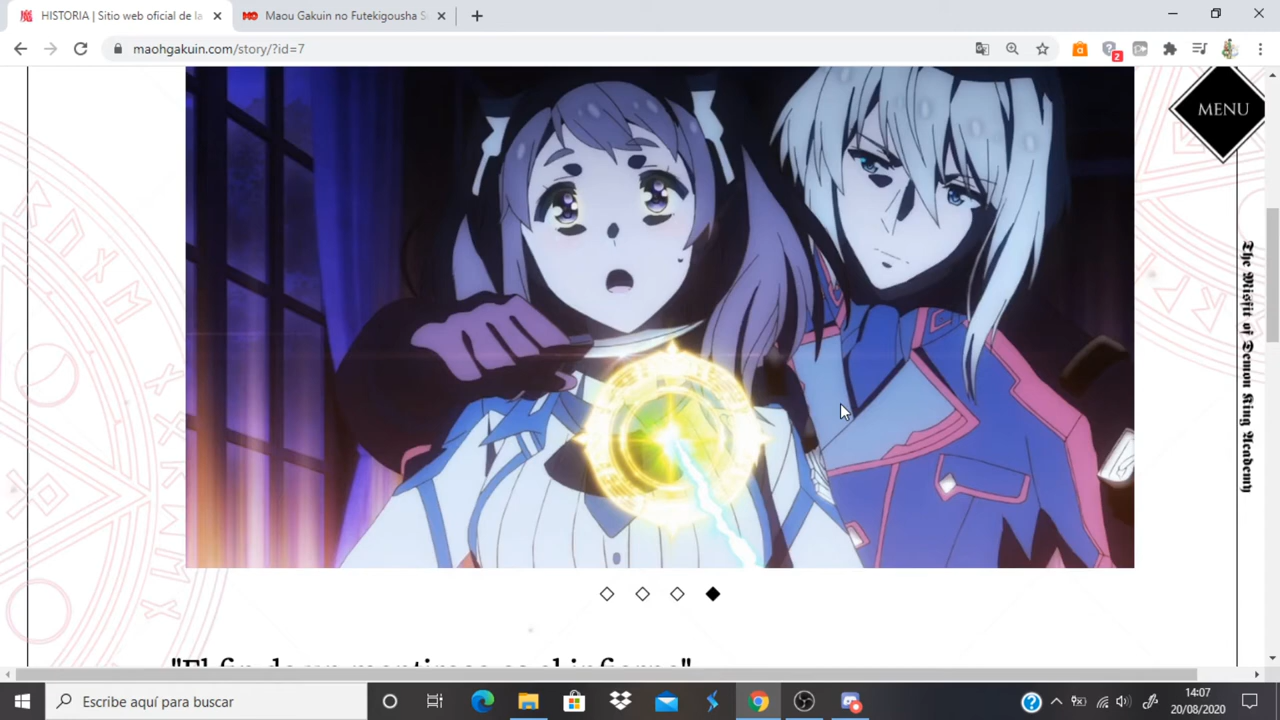 HISTORIA | Sitio web oficial de la
Maou Gakuin no Futekigousha S
maohgakuin.com/story/?id=7
2
MENU
The Misfit of Demon King Academy
Escribe aquí para buscar
14:07
20/08/2020